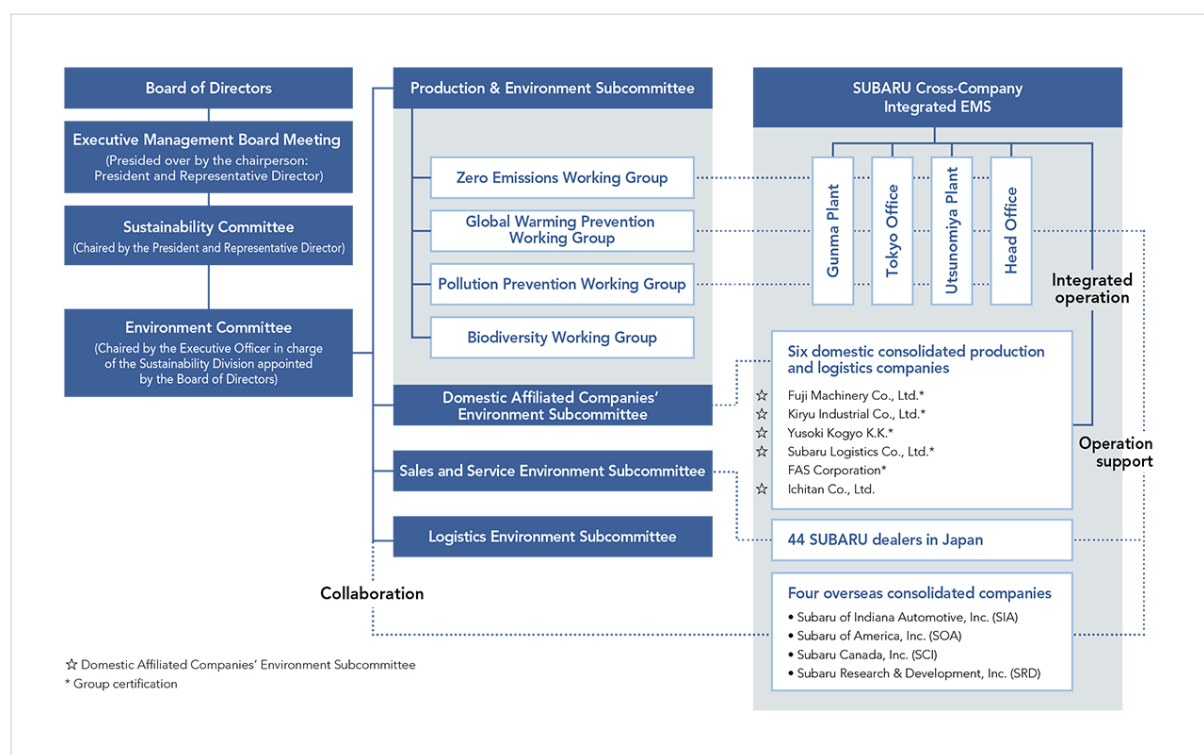 Board of Directors
Executive Management Board Meeting
(Presided over by the chairperson:
President and Representative Director)
Sustainability Committee
(Chaired by the President and Representative Director)
Environment Committee
(Chaired by the Executive Officer in charge
of the Sustainability Division appointed
by the Board of Directors)
Production & Environment Subcommittee
Zero Emissions Working Group
Global Warming Prevention
Working Group
Pollution Prevention Working Group
Biodiversity Working Group
Domestic Affiliated Companies’
Environment Subcommittee
Sales and Service Environment Subcommittee
Logistics Environment Subcommittee
Collaboration
SUBARU Cross-Company
Integrated EMS
Gunma Plant
Tokyo Office
Utsunomiya Plant
Head Office
Integrated
operation
Six domestic consolidated production
and logistics companies
☆ Fuji Machinery Co., Ltd.*
☆ Kiryu Industrial Co., Ltd.*
☆ Yusoki Kogyo K.K.*
☆ Subaru Logistics Co., Ltd.*
FAS Corporation*
☆ Ichitan Co., Ltd.
Operation
support
44 SUBARU dealers in Japan
Four overseas consolidated companies
• Subaru of Indiana Automotive, Inc. (SIA)
• Subaru of America, Inc. (SOA)
• Subaru Canada, Inc. (SCI)
• Subaru Research & Development, Inc. (SRD)
☆ Domestic Affiliated Companies’ Environment Subcommittee
* Group certification